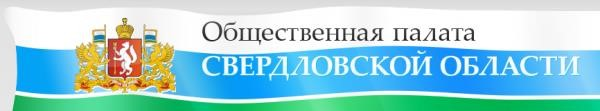 Общественная палата
СВЕРДЛОВСКОЙ ОБЛАСТИ